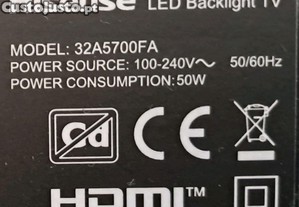 CustoJusto.pt
LED Backlight TV
MODEL: 32A5700FA
POWER SOURCE: 100-240V~ 50/60Hz
POWER CONSUMPTION: 50W
Cd
CE
HDMI™